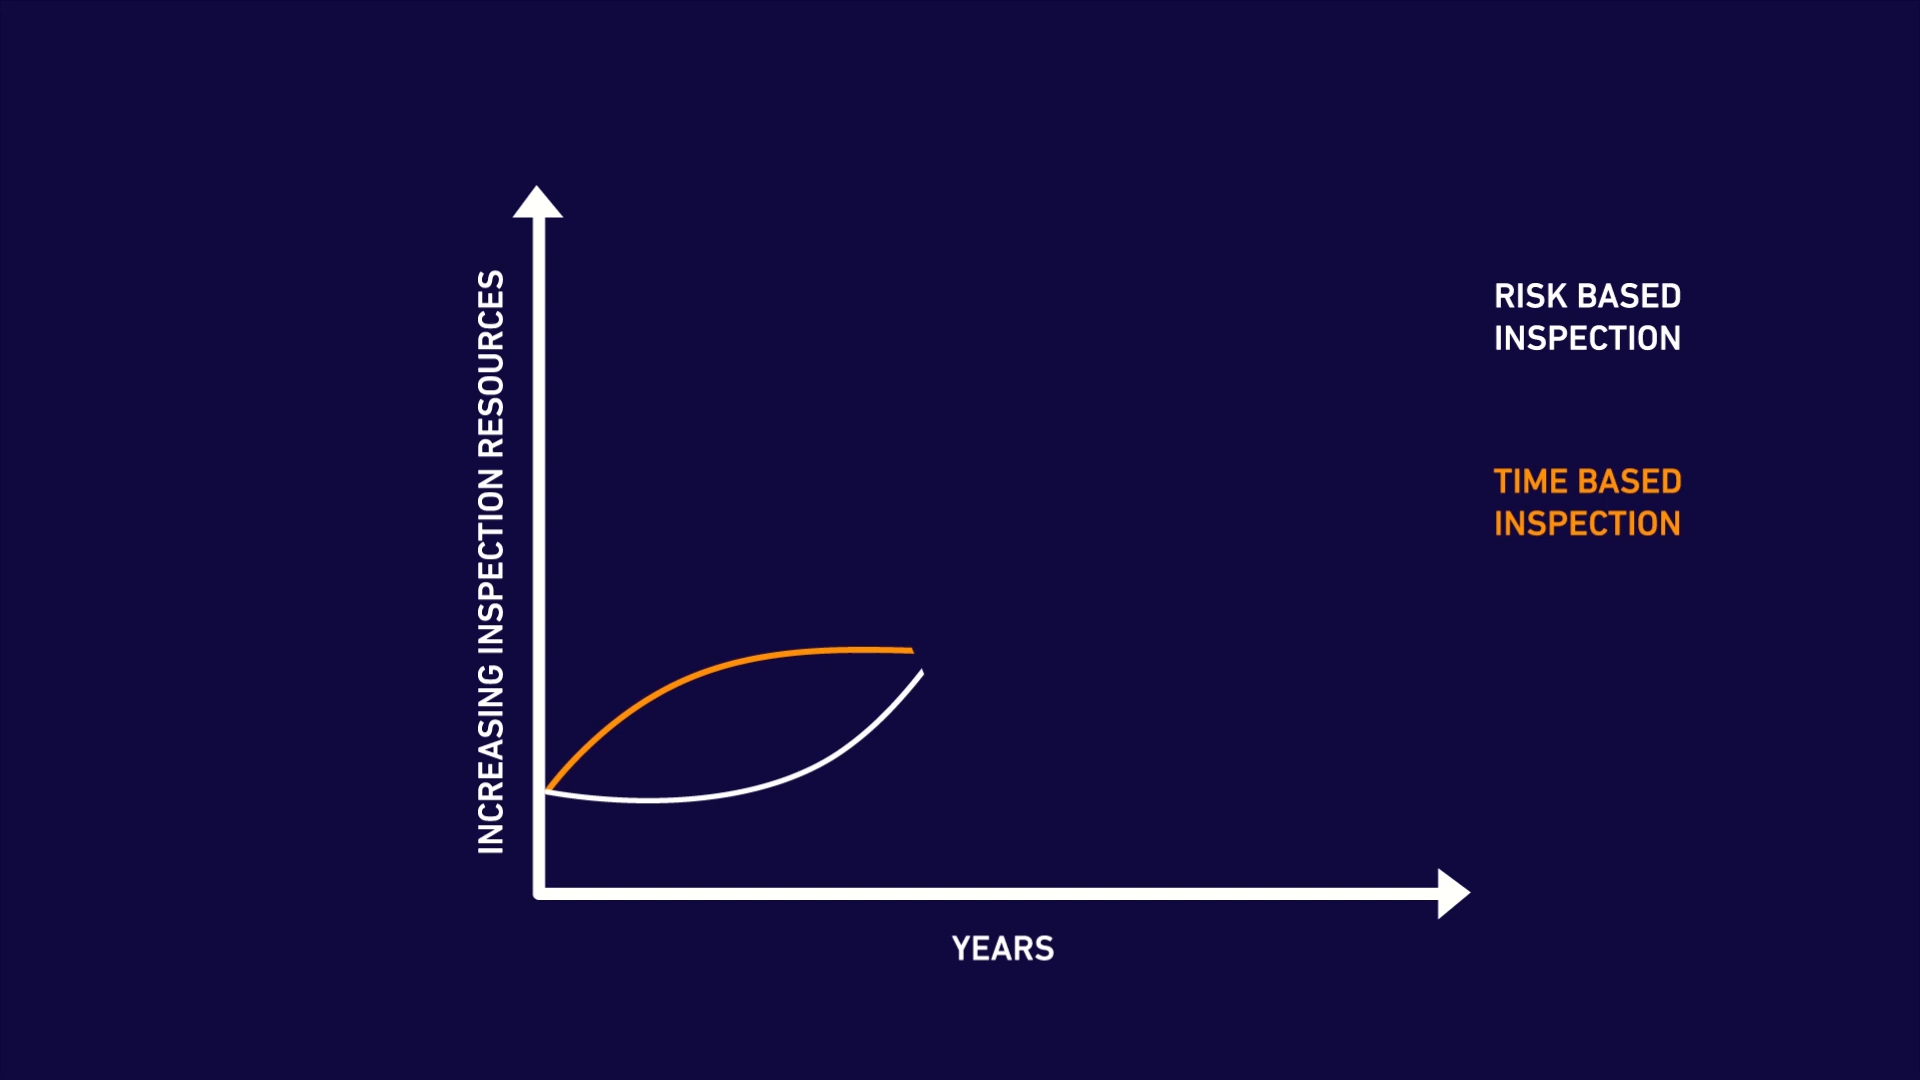 INCREASING INSPECTION RESOURCES
RISK BASED
INSPECTION
TIME BASED
INSPECTION
YEARS